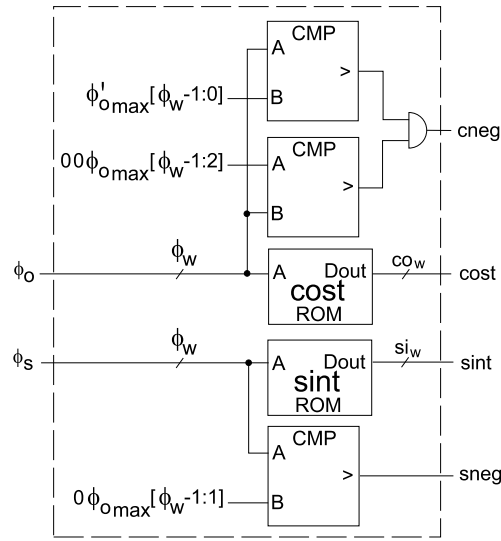 CMP
A
>
ϕ'omax[ϕw-1:0]
B
cneg
CMP
00ϕomax[ϕw-1:2]
A
>
B
ϕo
ϕw
A
Dout
cow
cost
cost
ROM
ϕs
ϕw
A
Dout
siw
sint
sint
ROM
CMP
A
>
sneg
0ϕomax[ϕw-1:1]
B